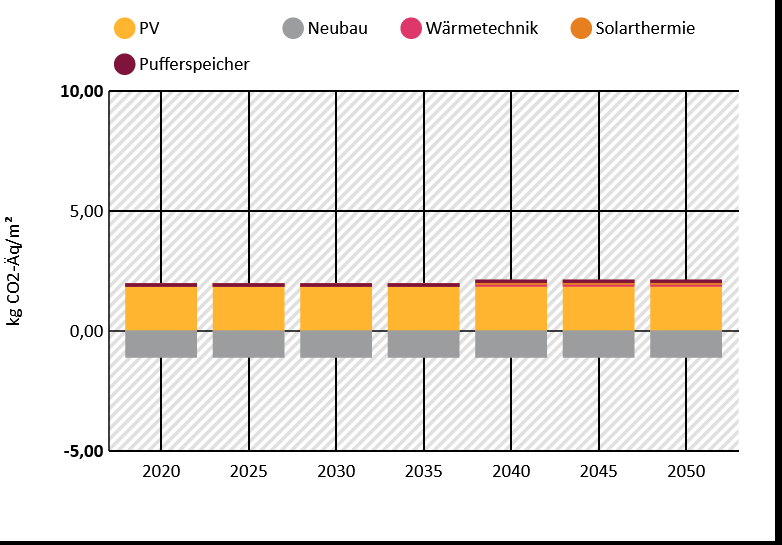 PV Neubau Wärmetechnik Solarthermie
Pufferspeicher
10,00
5,00
0,00
-5,00
kg CO2-Äq/m²
2020 2025 2030 2035 2040 2045 2050